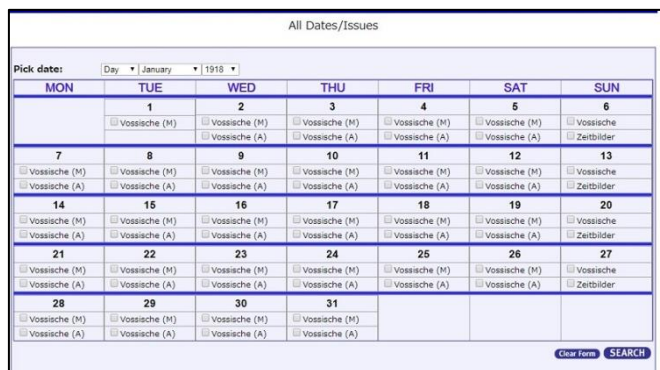 All Dates/Issues
Pick date: Day January 1918
MON TUE WED THU FRI SAT SUN
1 2 3 4 5 6
Vossische (M) Vossische (M) Vossische (M) Vossische (M) Vossische (M) Vossische
Vossische (A) Vossische (A) Vossische (A) Vossische (A) Zeitbilder
7 8 9 10 11 12 13
Vossische (M) Vossische (M) Vossische (M) Vossische (M) Vossische (M) Vossische (M) Vossische
Vossische (A) Vossische (A) Vossische (A) Vossische (A) Vossische (A) Vossische (A) Zeitbilder
14 15 16 17 18 19 20
Vossische (M) Vossische (M) Vossische (M) Vossische (M) Vossische (M) Vossische (M) Vossische
Vossische (A) Vossische (A) Vossische (A) Vossische (A) Vossische (A) Vossische (A) Zeitbilder
21 22 23 24 25 26 27
Vossische (M) Vossische (M) Vossische (M) Vossische (M) Vossische (M) Vossische (M) Vossische
Vossische (A) Vossische (A) Vossische (A) Vossische (A) Vossische (A) Vossische (A) Zeitbilder
28 29 30 31
Vossische (M) Vossische (M) Vossische (M) Vossische (M)
Vossische (A) Vossische (A) Vossische (A) Vossische (A)
Clear Form SEARCH